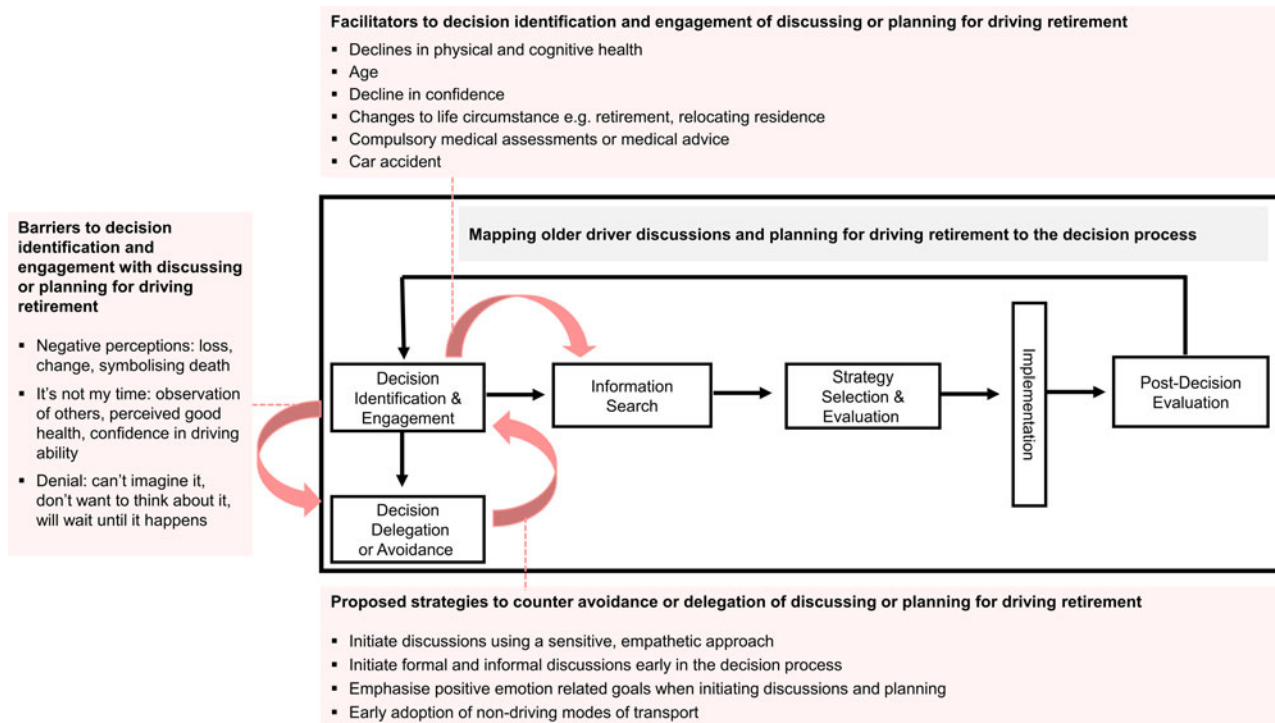 Facilitators to decision identification and engagement of discussing or planning for driving retirement
▪ Declines in physical and cognitive health
▪ Age
▪ Decline in confidence
▪ Changes to life circumstance e.g. retirement, relocating residence
▪ Compulsory medical assessments or medical advice
▪ Car accident
Barriers to decision
identification and
engagement with discussing
or planning for driving
retirement
▪ Negative perceptions: loss,
change, symbolising death
▪ It's not my time: observation
of others, perceived good
health, confidence in driving
ability
▪ Denial: can't imagine it,
don't want to think about it,
will wait until it happens
Mapping older driver discussions and planning for driving retirement to the decision process
Decision
Identification &
Engagement
Information
Search
Strategy
Selection &
Evaluation
Implementation
Post-Decision
Evaluation
Decision
Delegation
or Avoidance
Proposed strategies to counter avoidance or delegation of discussing or planning for driving retirement
▪ Initiate discussions using a sensitive, empathetic approach
▪ Initiate formal and informal discussions early in the decision process
▪ Emphasise positive emotion related goals when initiating discussions and planning
▪ Early adoption of non-driving modes of transport